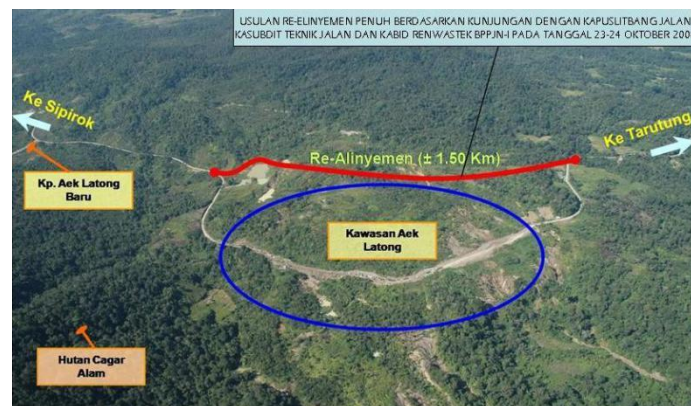 USULAN RE-ELINYEMEN PENUH BERDASARKAN KUNJUNGAN DENGAN KAPUSLITBANG JALAN
KASUBDIT TEKNIK JALAN DAN KABID RENWASTEK BPPJN-I PADA TANGGAL 23-24 OKTOBER 200
Ke Sipirok
Ke Tarutung
Re-Alinyemen (± 1.50 Km)
Kp. Aek Latong
Baru
Kawasan Aek
Latong
Hutan Cagar
Alam